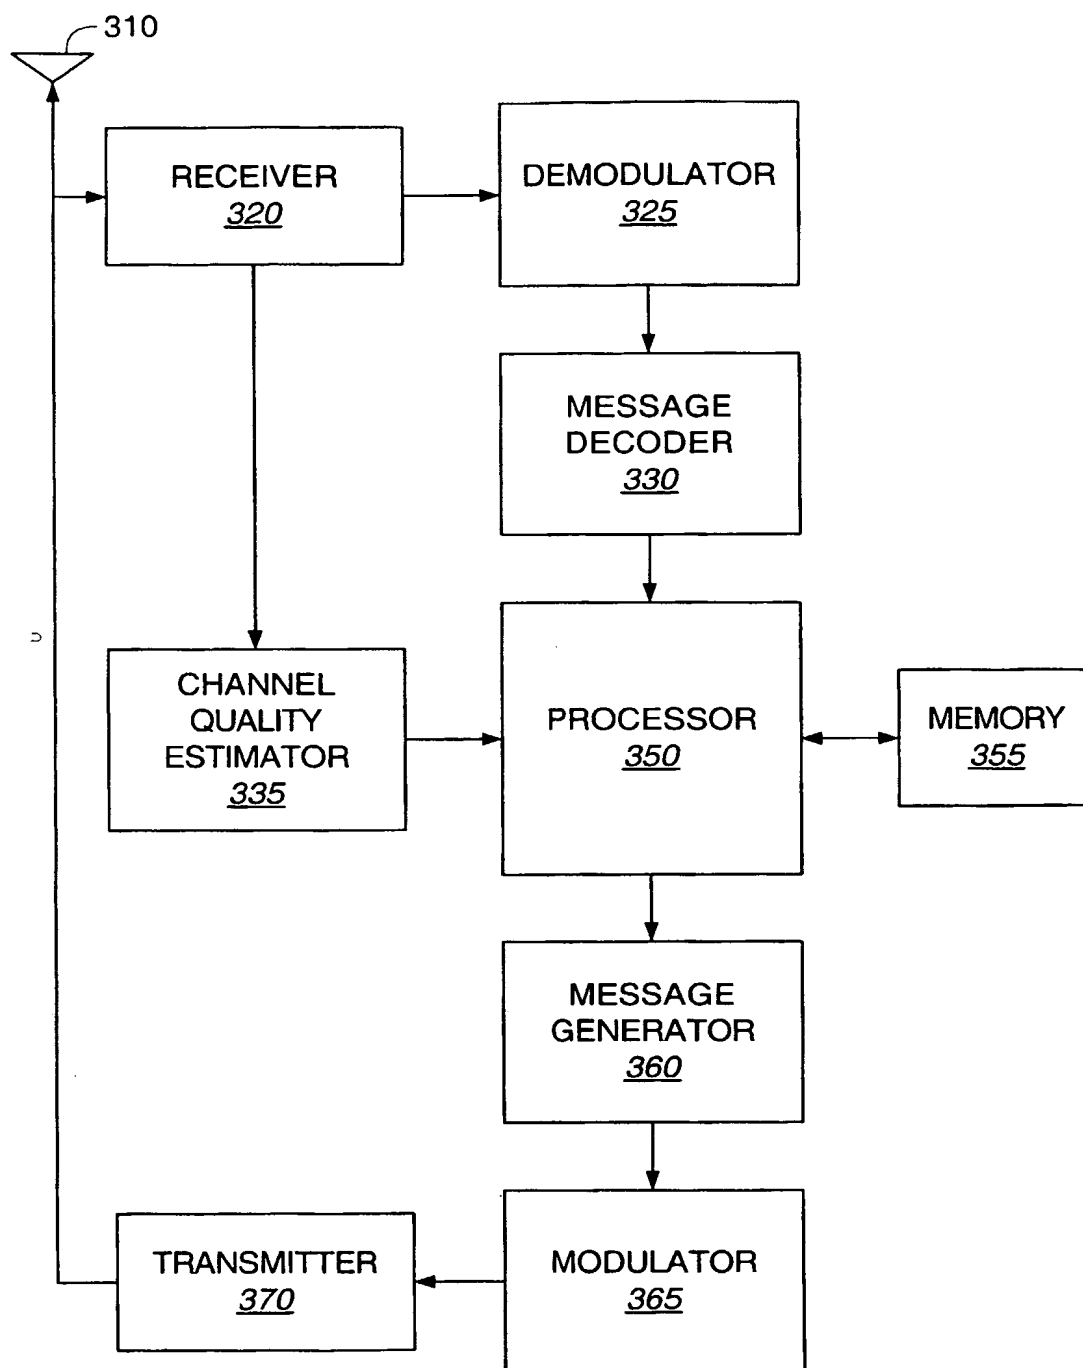 310
RECEIVER
320
DEMODULATOR
325
MESSAGE
DECODER
330
CHANNEL
QUALITY
ESTIMATOR
335
PROCESSOR
350
MEMORY
355
MESSAGE
GENERATOR
360
TRANSMITTER
370
MODULATOR
365